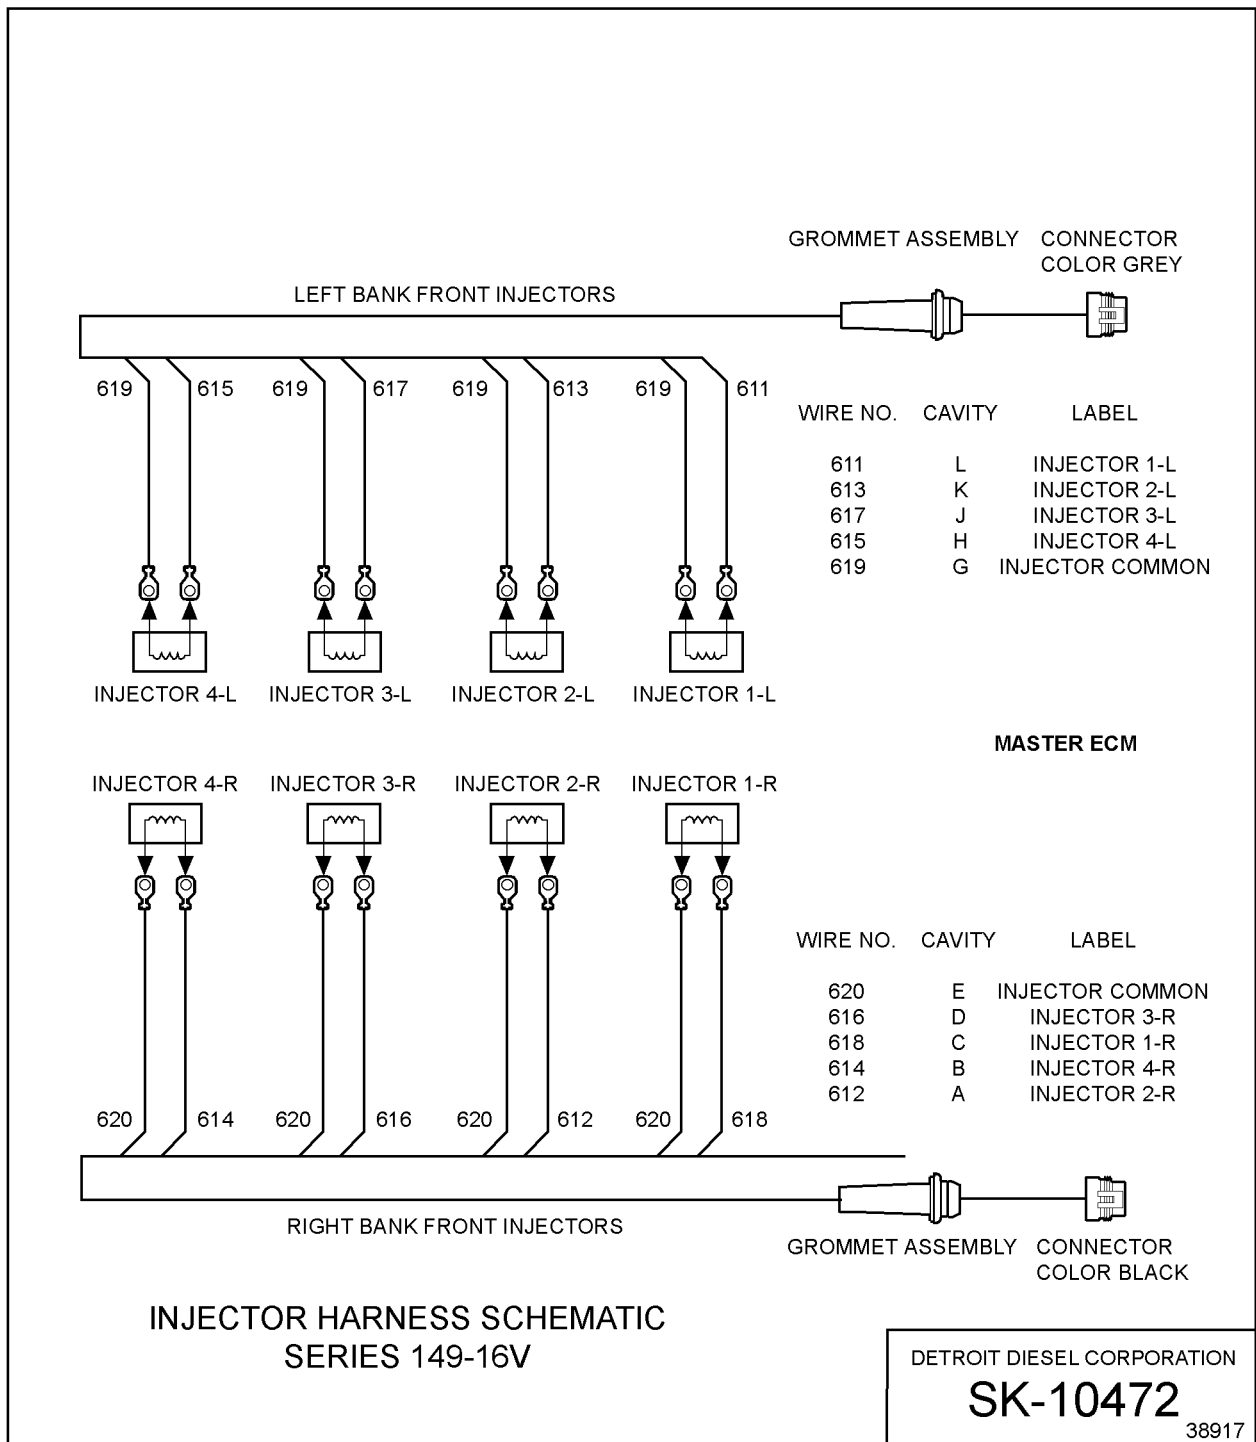 GROMMET ASSEMBLY CONNECTOR
COLOR GREY
LEFT BANK FRONT INJECTORS
619 615 619 617 619 613 619 611
WIRE NO. CAVITY LABEL
611 L INJECTOR 1-L
613 K INJECTOR 2-L
617 J INJECTOR 3-L
615 H INJECTOR 4-L
619 G INJECTOR COMMON
INJECTOR 4-L INJECTOR 3-L INJECTOR 2-L INJECTOR 1-L
MASTER ECM
INJECTOR 4-R INJECTOR 3-R INJECTOR 2-R INJECTOR 1-R
WIRE NO. CAVITY LABEL
620 E INJECTOR COMMON
616 D INJECTOR 3-R
618 C INJECTOR 1-R
614 B INJECTOR 4-R
612 A INJECTOR 2-R
620 614 620 616 620 612 620 618
RIGHT BANK FRONT INJECTORS
GROMMET ASSEMBLY CONNECTOR
COLOR BLACK
INJECTOR HARNESS SCHEMATIC
SERIES 149-16V
DETROIT DIESEL CORPORATION
SK-10472
38917